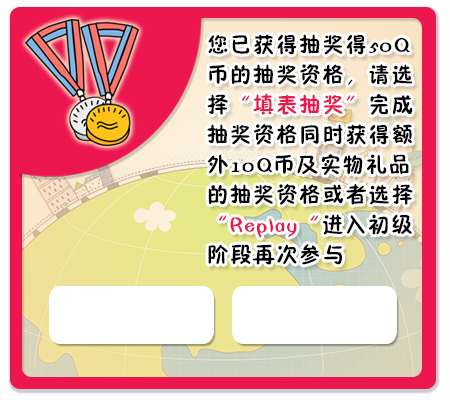 您已获得抽奖得50Q
币的抽奖资格，请选
择“填表抽奖”完成
抽奖资格同时获得额
外10Q币及实物礼品
的抽奖资格或者选择
“Replay“进入初级
阶段再次参与